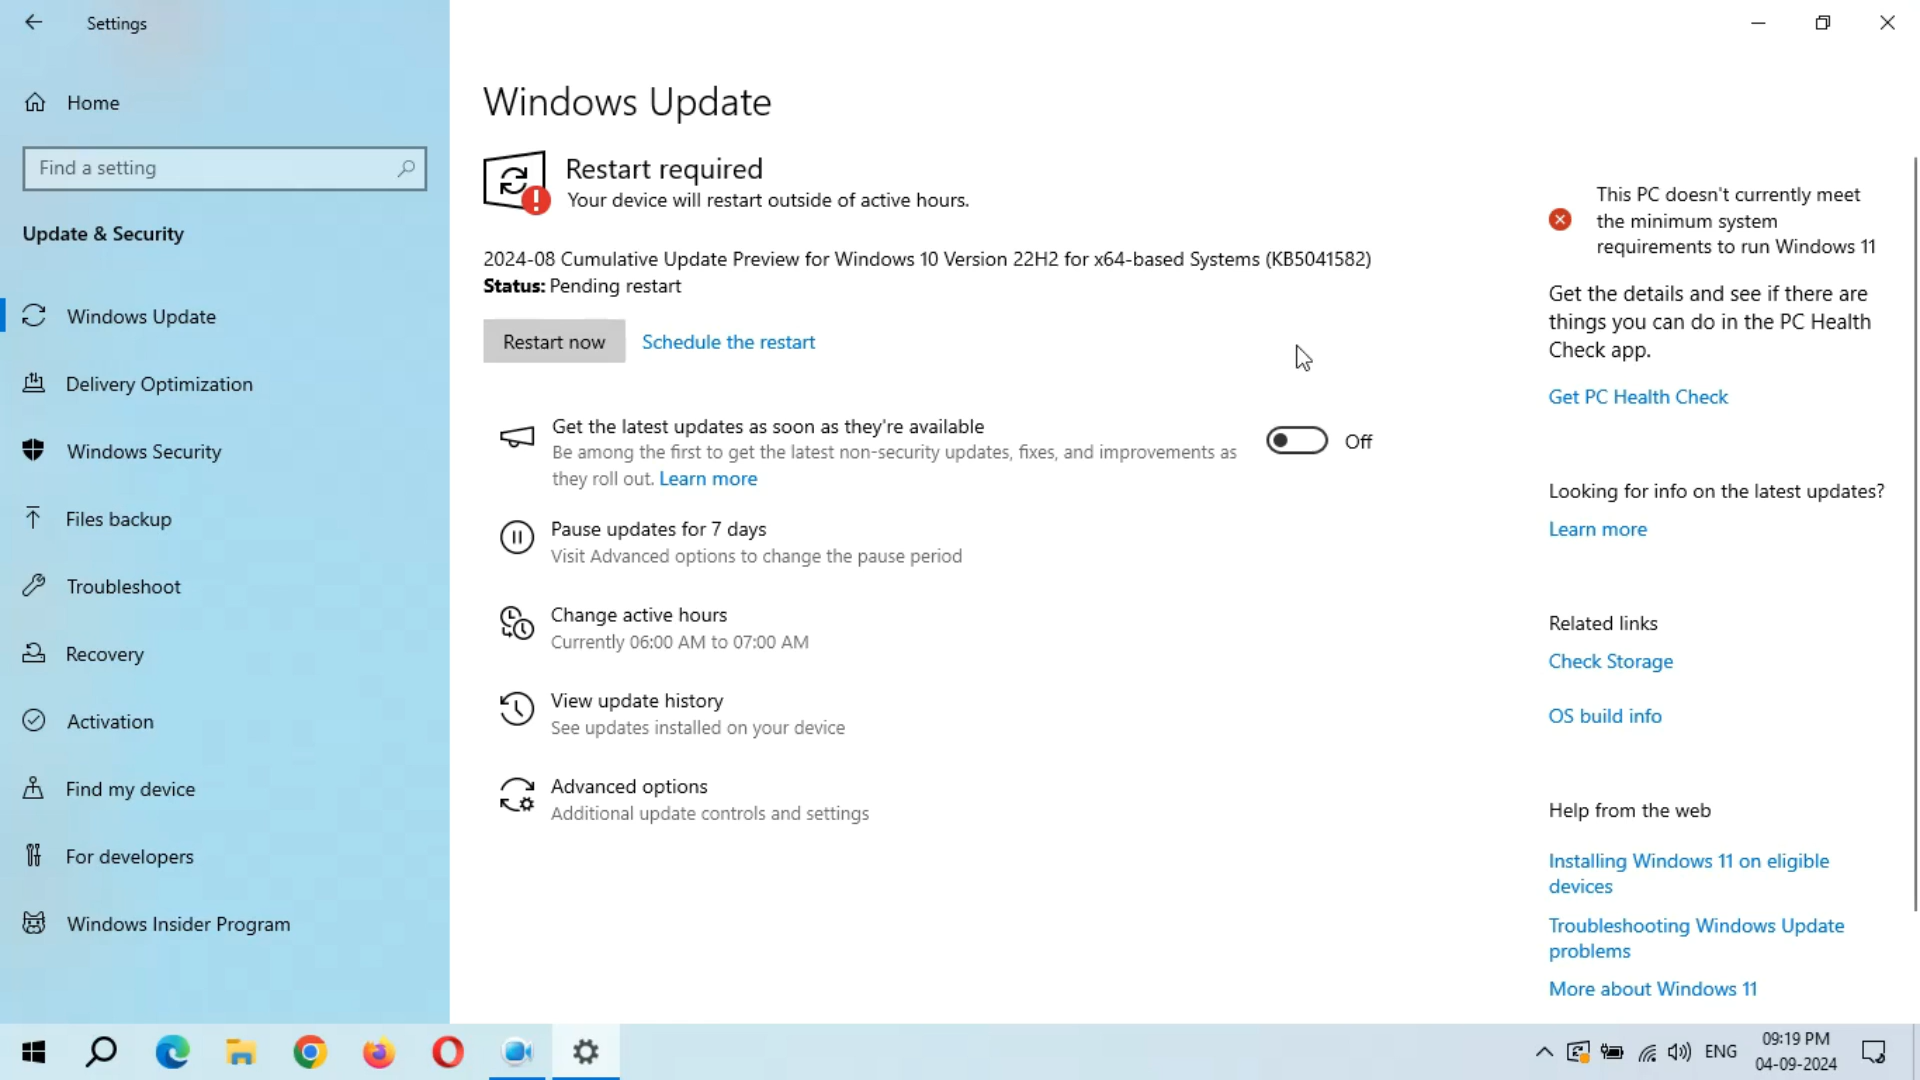 Settings
Home
Find a setting
Update & Security
Windows Update
Delivery Optimization
Windows Security
Files backup
Troubleshoot
Recovery
Activation
Find my device
For developers
Windows Insider Program
Windows Update
Restart required
Your device will restart outside of active hours.
2024-08 Cumulative Update Preview for Windows 10 Version 22H2 for x64-based Systems (KB5041582)
Status: Pending restart
Restart now
Schedule the restart
Get the latest updates as soon as they're available
Be among the first to get the latest non-security updates, fixes, and improvements as
they roll out. Learn more
Off
Pause updates for 7 days
Visit Advanced options to change the pause period
Change active hours
Currently 06:00 AM to 07:00 AM
View update history
See updates installed on your device
Advanced options
Additional update controls and settings
This PC doesn't currently meet
the minimum system
requirements to run Windows 11
Get the details and see if there are
things you can do in the PC Health
Check app.
Get PC Health Check
Looking for info on the latest updates?
Learn more
Related links
Check Storage
OS build info
Help from the web
Installing Windows 11 on eligible
devices
Troubleshooting Windows Update
problems
More about Windows 11
ENG
09:19 PM
04-09-2024